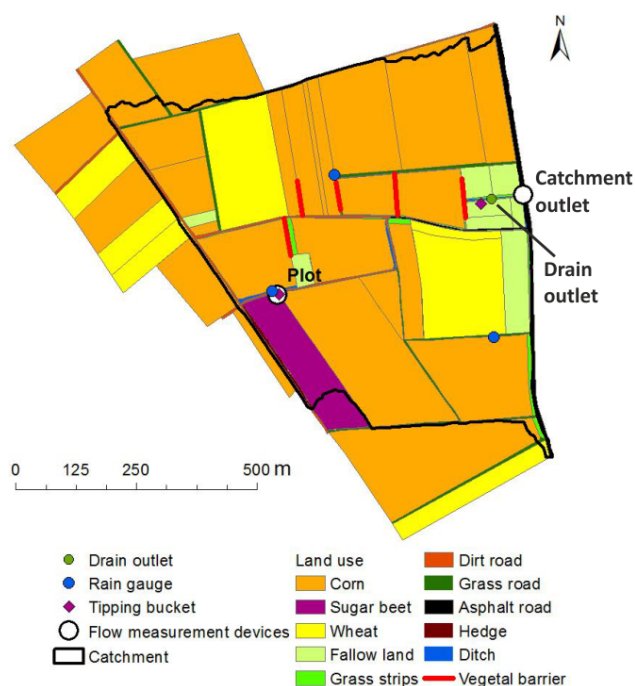 N
Catchment
outlet
Drain
outlet
Plot
0 125 250 500 m
Drain outlet
Rain gauge
Tipping bucket
Flow measurement devices
Catchment
Land use
Corn
Sugar beet
Wheat
Fallow land
Grass strips
Dirt road
Grass road
Asphalt road
Hedge
Ditch
Vegetal barrier